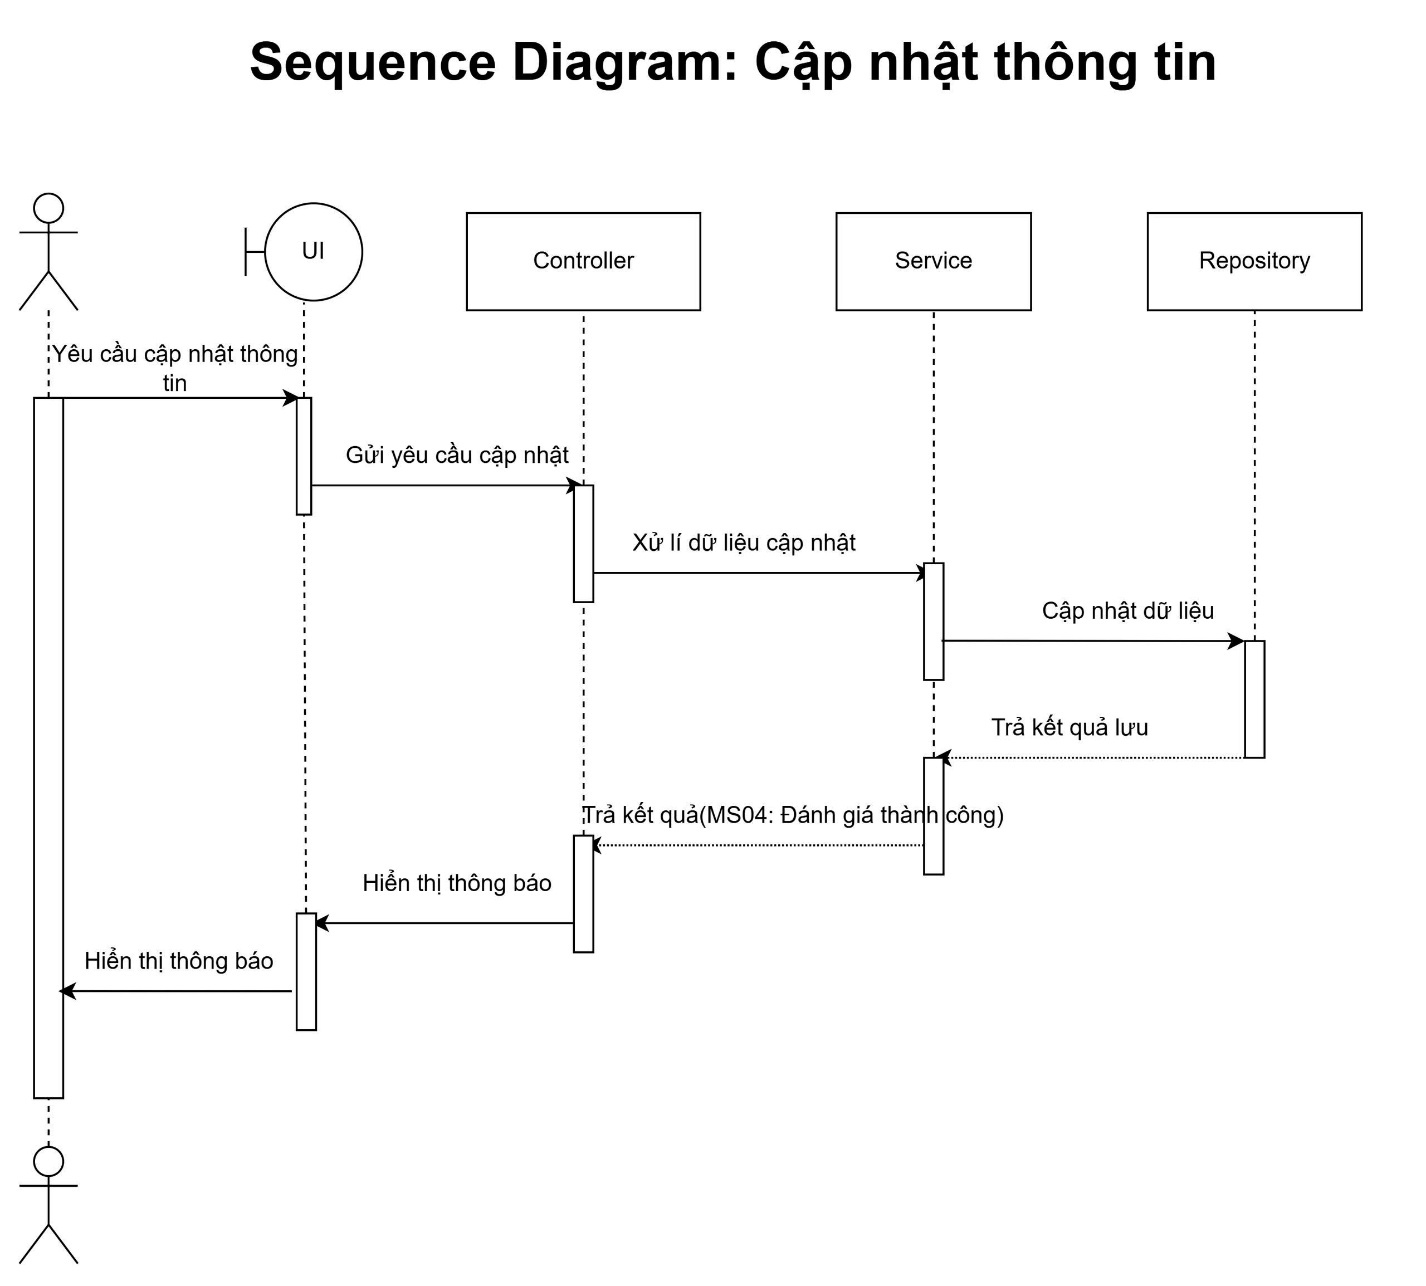 Sequence Diagram: Cập nhật thông tin
UI
Controller
Service
Repository
Yêu cầu cập nhật thông
tin
Gửi yêu cầu cập nhật
Xử lí dữ liệu cập nhật
Cập nhật dữ liệu
Trả kết quả lưu
Trả kết quả(MS04: Đánh giá thành công)
Hiển thị thông báo
Hiển thị thông báo